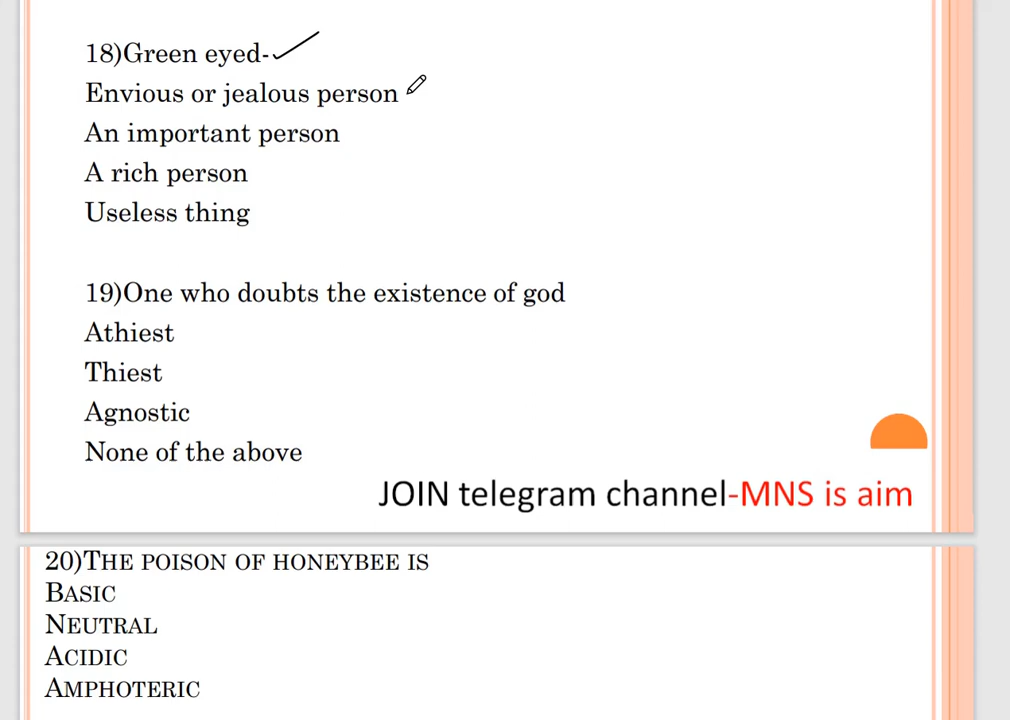 18)Green eyed-
Envious or jealous person
An important person
A rich person
Useless thing
19)One who doubts the existence of god
Athiest
Thiest
Agnostic
None of the above
JOIN telegram channel-MNS is aim
20)THE POISON OF HONEYBEE IS
BASIC
NEUTRAL
ACIDIC
AMPHOTERIC